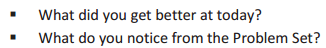 ▪ What did you get better at today?
▪ What do you notice from the Problem Set?